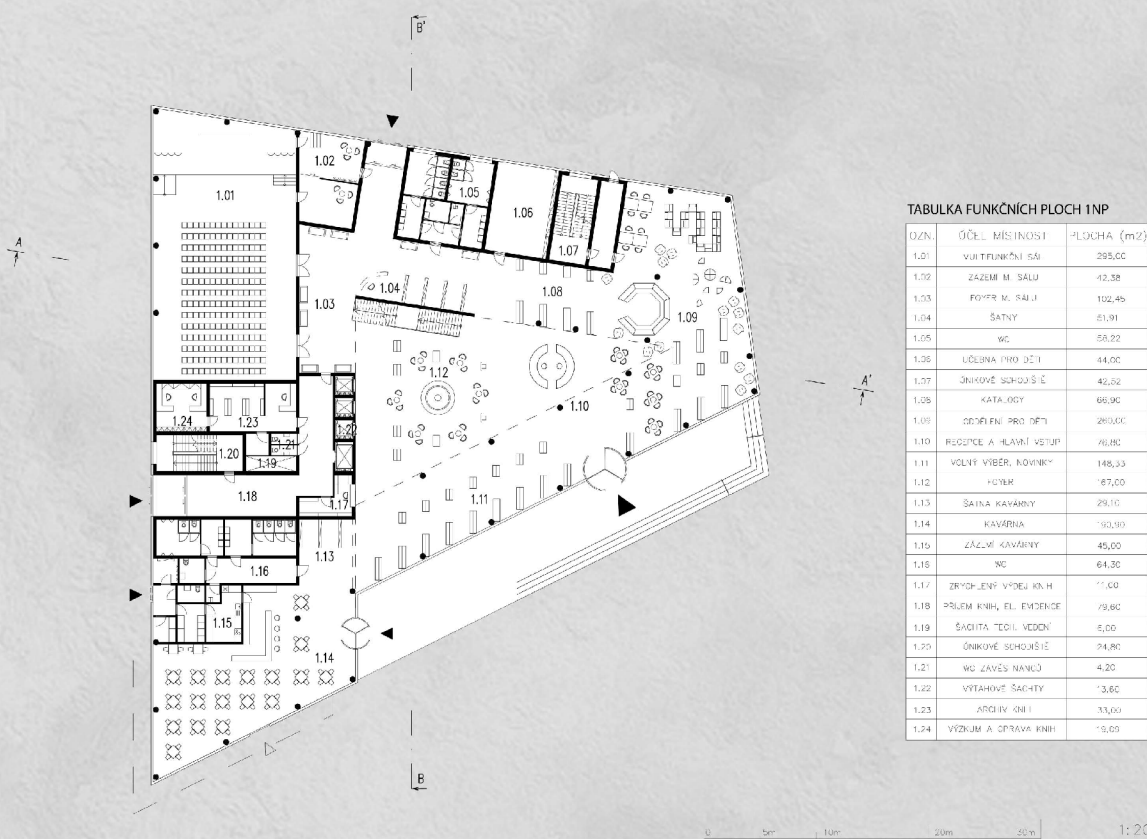 B'
A
A'
B
1.01
1.02
1.03
1.04
1.05
1.06
1.07
1.08
1.09
1.10
1.11
1.12
1.13
1.14
1.15
1.16
1.17
1.18
1.19
1.20
1.21
1.22
1.23
1.24
TABULKA FUNKČNÍCH PLOCH 1NP
OZN. ÚČEL MÍSTNOSTI PLOCHA (m2)
1.01 MULTIFUNKČNÍ SÁL 295,00
1.02 ZÁZEMÍ M. SÁLU 42,38
1.03 FOYER M. SÁLU 102,45
1.04 ŠATNY 51,91
1.05 WC 58,22
1.06 UČEBNA PRO DĚTI 44,00
1.07 ÚNIKOVÉ SCHODIŠTĚ 42,52
1.08 KATALOGY 66,90
1.09 ODDĚLENÍ PRO DĚTI 260,00
1.10 RECEPCE A HLAVNÍ VSTUP 76,80
1.11 VOLNÝ VÝBĚR, NOVINKY 148,33
1.12 FOYER 167,00
1.13 ŠATNA KAVÁRNY 29,10
1.14 KAVÁRNA 190,90
1.15 ZÁZEMÍ KAVÁRNY 45,00
1.16 WC 64,30
1.17 ZRYCHLENÝ VÝDEJ KNIH 11,00
1.18 PŘÍJEM KNIH, EL. EVIDENCE 79,60
1.19 ŠACHTA TECH. VEDENÍ 6,00
1.20 ÚNIKOVÉ SCHODIŠTĚ 24,80
1.21 WC ZAMĚSTNANCŮ 4,20
1.22 VÝTAHOVÉ ŠACHTY 13,60
1.23 ARCHIV KNIH 33,00
1.24 VÝZKUM A OPRAVA KNIH 19,09
0 5m 10m 20m 30m